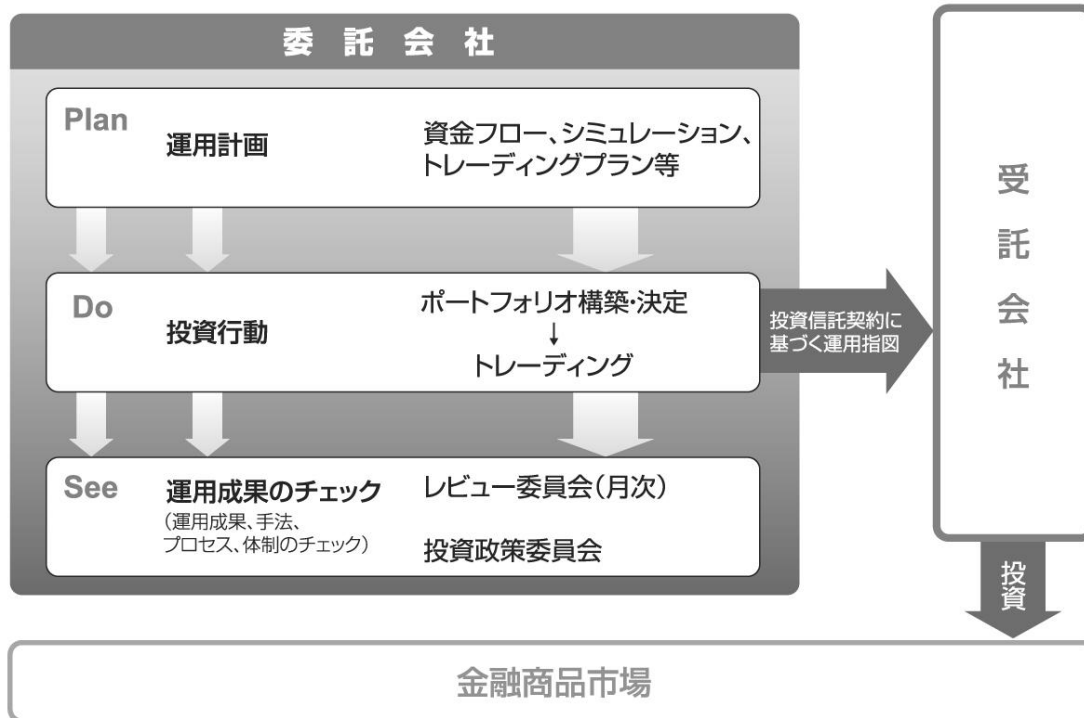 委託会社
Plan
運用計画
資金フロー、シミュレーション、
トレーディングプラン等
Do
投資行動
ポートフォリオ構築・決定
↓
トレーディング
投資信託契約に
基づく運用指図
See
運用成果のチェック
(運用成果、手法、
プロセス、体制のチェック)
レビュー委員会(月次)
投資政策委員会
受託会社
投資
金融商品市場